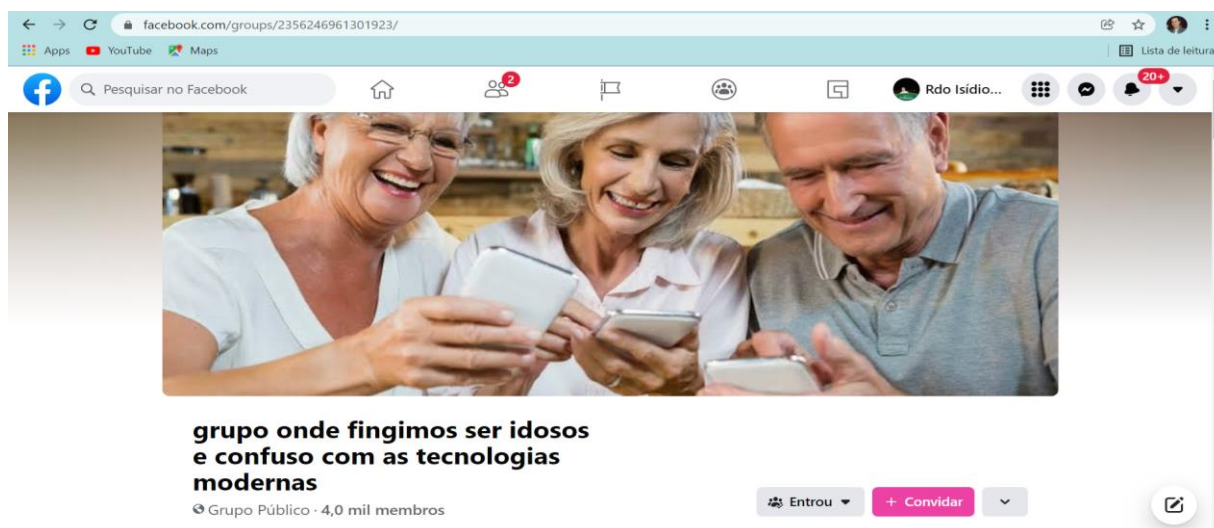 facebook.com/groups/2356246961301923/
Apps YouTube Maps Lista de leitura
Pesquisar no Facebook 2 Rdo Isídio... 20+
grupo onde fingimos ser idosos
e confuso com as tecnologias
modernas
Grupo Público · 4,0 mil membros
Entrou + Convidar